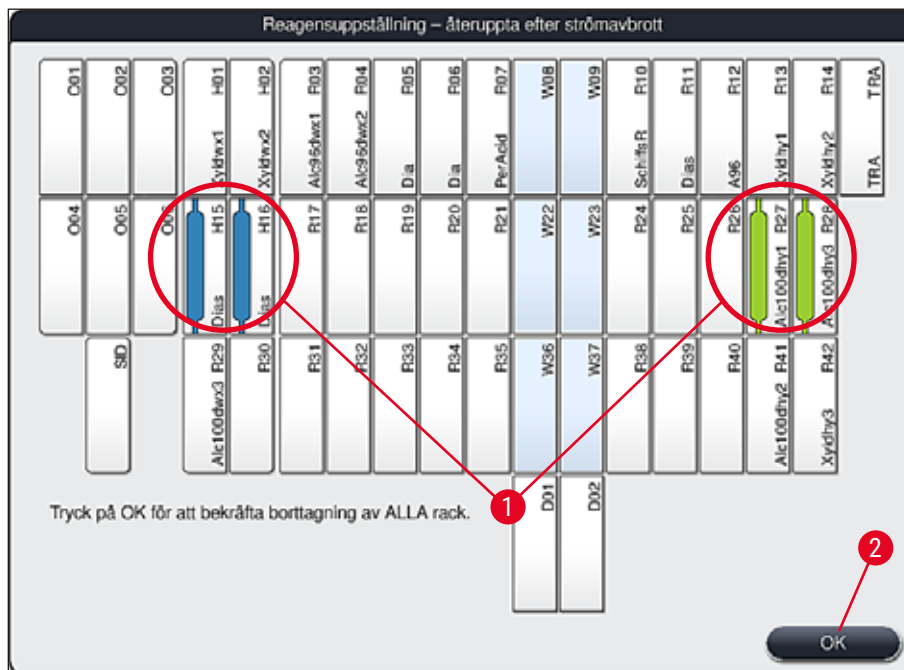 Reagensuppställning – återuppta efter strömavbrott
O01
O02
O03
H01 Xyldwx1
H02 Xyldwx2
R03 Alc96dwx1
R04 Alc96dwx2
R05 Dia
R06 Dia
R07 PerAcid
W08
W09
R10 SchiffsR
R11 Dias
R12 A96
R13 Xyldhy1
R14 Xyldhy2
TRA TRA
O04
O05
O06
H15 Dias
H16 Dias
R17
R18
R19
R20
R21
W22
W23
R24
R25
R26
R27 Alc100dhy1
R28 Alc100dhy3
SID
R29 Alc100dwx3
R30
R31
R32
R33
R34
R35
W36
W37
R38
R39
R40
R41 Alc100dhy2
R42 Xyldhy3
D01
D02
1
Tryck på OK för att bekräfta borttagning av ALLA rack.
2
OK